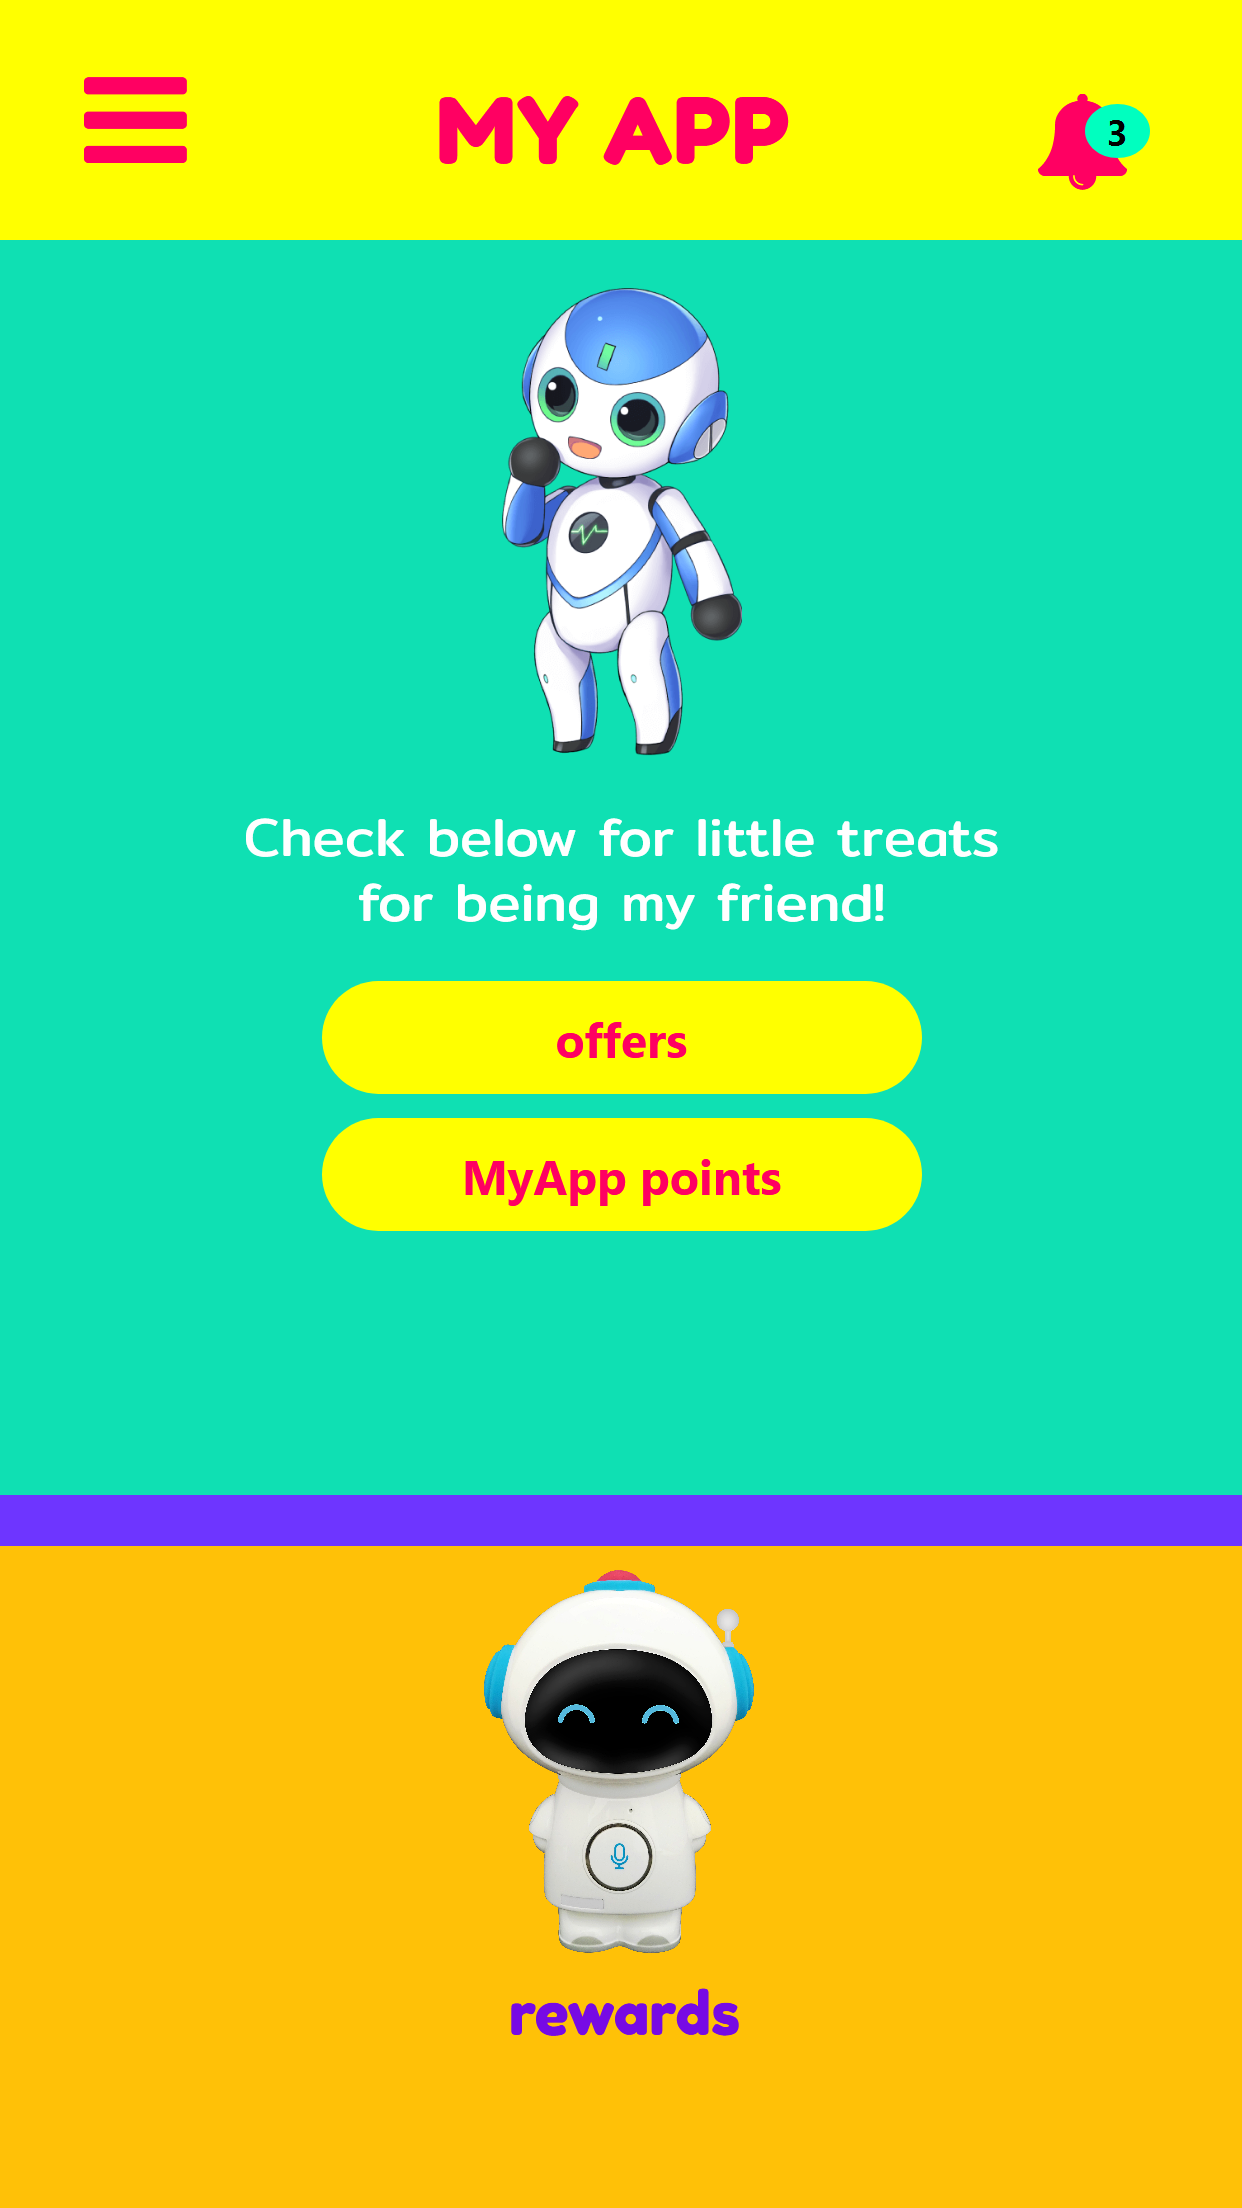 MY APP
3
Check below for little treats
for being my friend!
offers
MyApp points
rewards